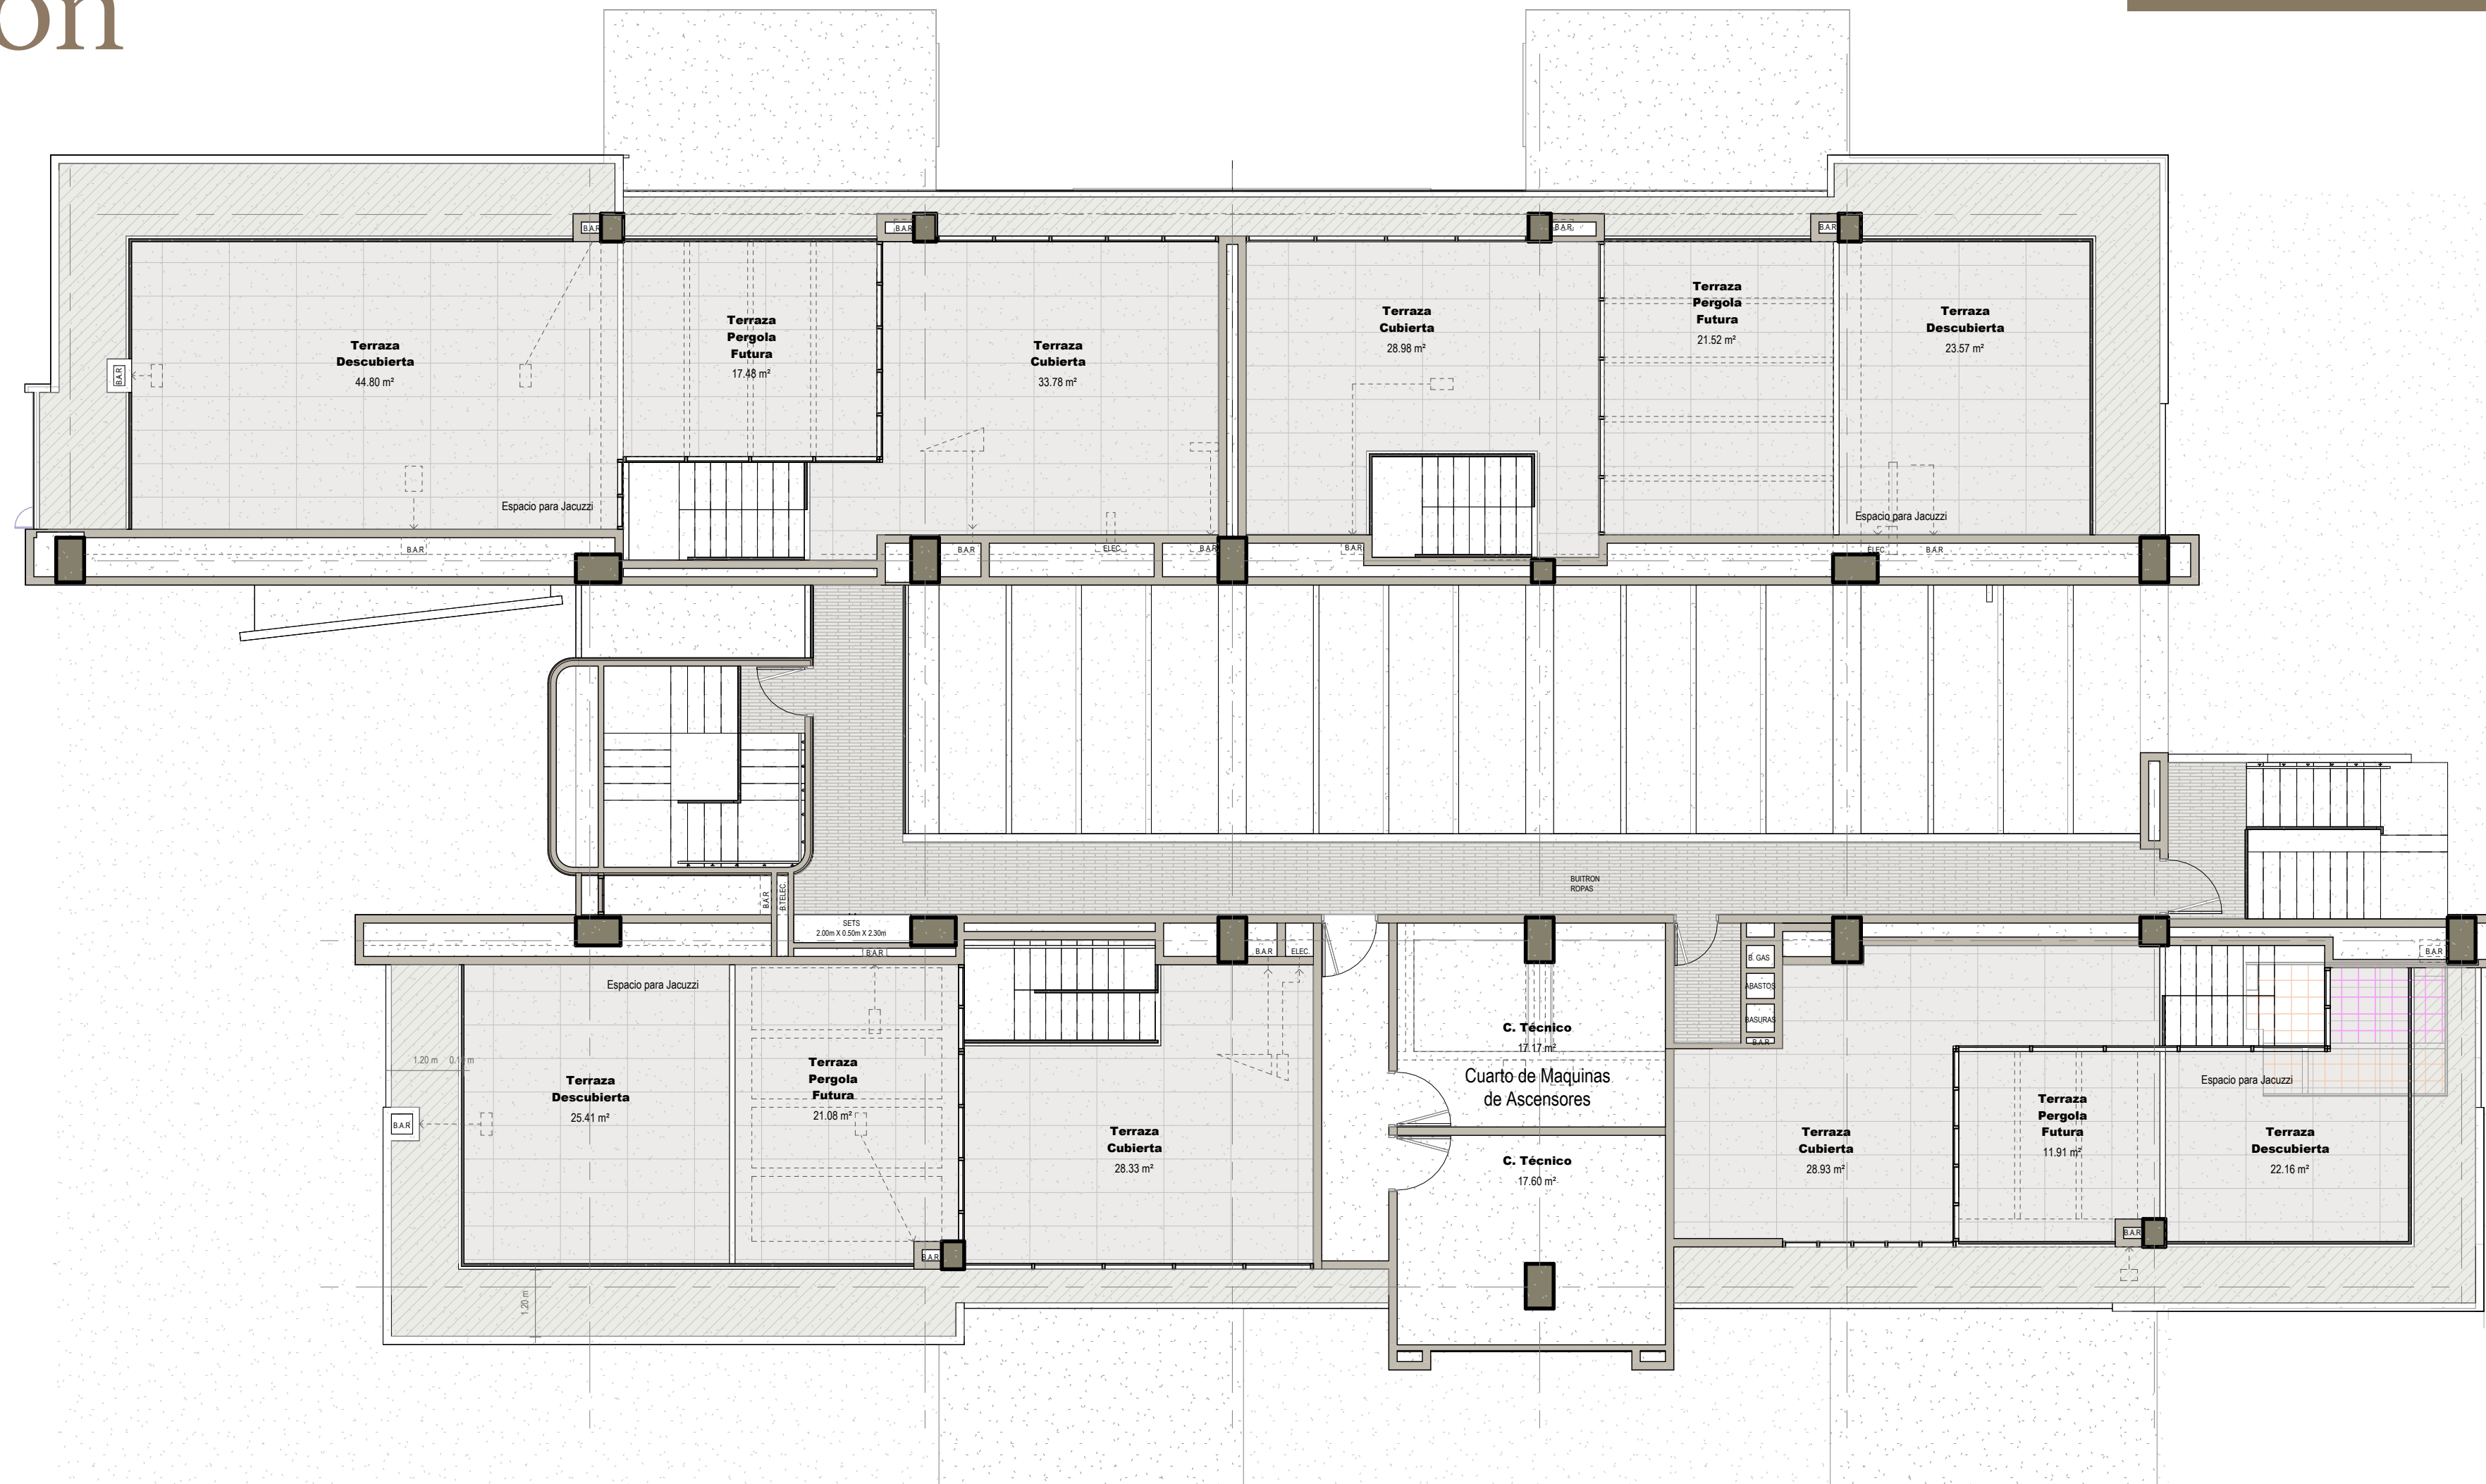 ón
B.A.R
B.A.R
B.A.R
B.A.R
Terraza
Descubierta
44.80 m²
Terraza
Pergola
Futura
17.48 m²
Terraza
Cubierta
33.78 m²
Terraza
Cubierta
28.98 m²
Terraza
Pergola
Futura
21.52 m²
Terraza
Descubierta
23.57 m²
B.A.R
Espacio para Jacuzzi
Espacio para Jacuzzi
B.A.R
B.A.R
ELEC.
B.A.R
B.A.R
ELEC
B.A.R
BUITRON
ROPAS
B.A.R
B.TELEC.
SETS
2.00m X 0.50m X 2.30m
B.A.R
B.A.R
ELEC.
B. GAS
ABASTOS
BASURAS
B.A.R
B.A.R
Espacio para Jacuzzi
1.20 m
Terraza
Descubierta
25.41 m²
Terraza
Pergola
Futura
21.08 m²
Terraza
Cubierta
28.33 m²
C. Técnico
17.17 m²
Cuarto de Maquinas
de Ascensores
C. Técnico
17.60 m²
Terraza
Cubierta
28.93 m²
Terraza
Pergola
Futura
11.91 m²
Espacio para Jacuzzi
Terraza
Descubierta
22.16 m²
B.A.R
B.A.R
B.A.R
1.20 m